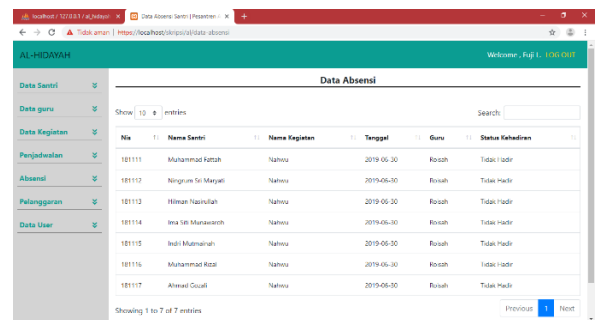 localhost / 127.0.0.1 / al_hidaya
Data Absensi Santri | Pesantren
Tidak aman | https://localhost/skripsi/al/data-absensi
AL-HIDAYAH
Welcome , Fuji L. LOG OUT
Data Santri
Data guru
Data Kegiatan
Penjadwalan
Absensi
Pelanggaran
Data User
Data Absensi
Show 10 entries
Search:
Nis Nama Santri Nama Kegiatan Tanggal Guru Status Kehadiran
181111 Muhammad Fattah Nahwu 2019-06-30 Roisah Tidak Hadir
181112 Ningrum Sri Maryati Nahwu 2019-06-30 Roisah Tidak Hadir
181113 Hilman Nasirullah Nahwu 2019-06-30 Roisah Tidak Hadir
181114 Ima Siti Munawaroh Nahwu 2019-06-30 Roisah Tidak Hadir
181115 Indri Mutmainah Nahwu 2019-06-30 Roisah Tidak Hadir
181116 Muhammad Rizal Nahwu 2019-06-30 Roisah Tidak Hadir
181117 Ahmad Gozali Nahwu 2019-06-30 Roisah Tidak Hadir
Showing 1 to 7 of 7 entries
Previous 1 Next